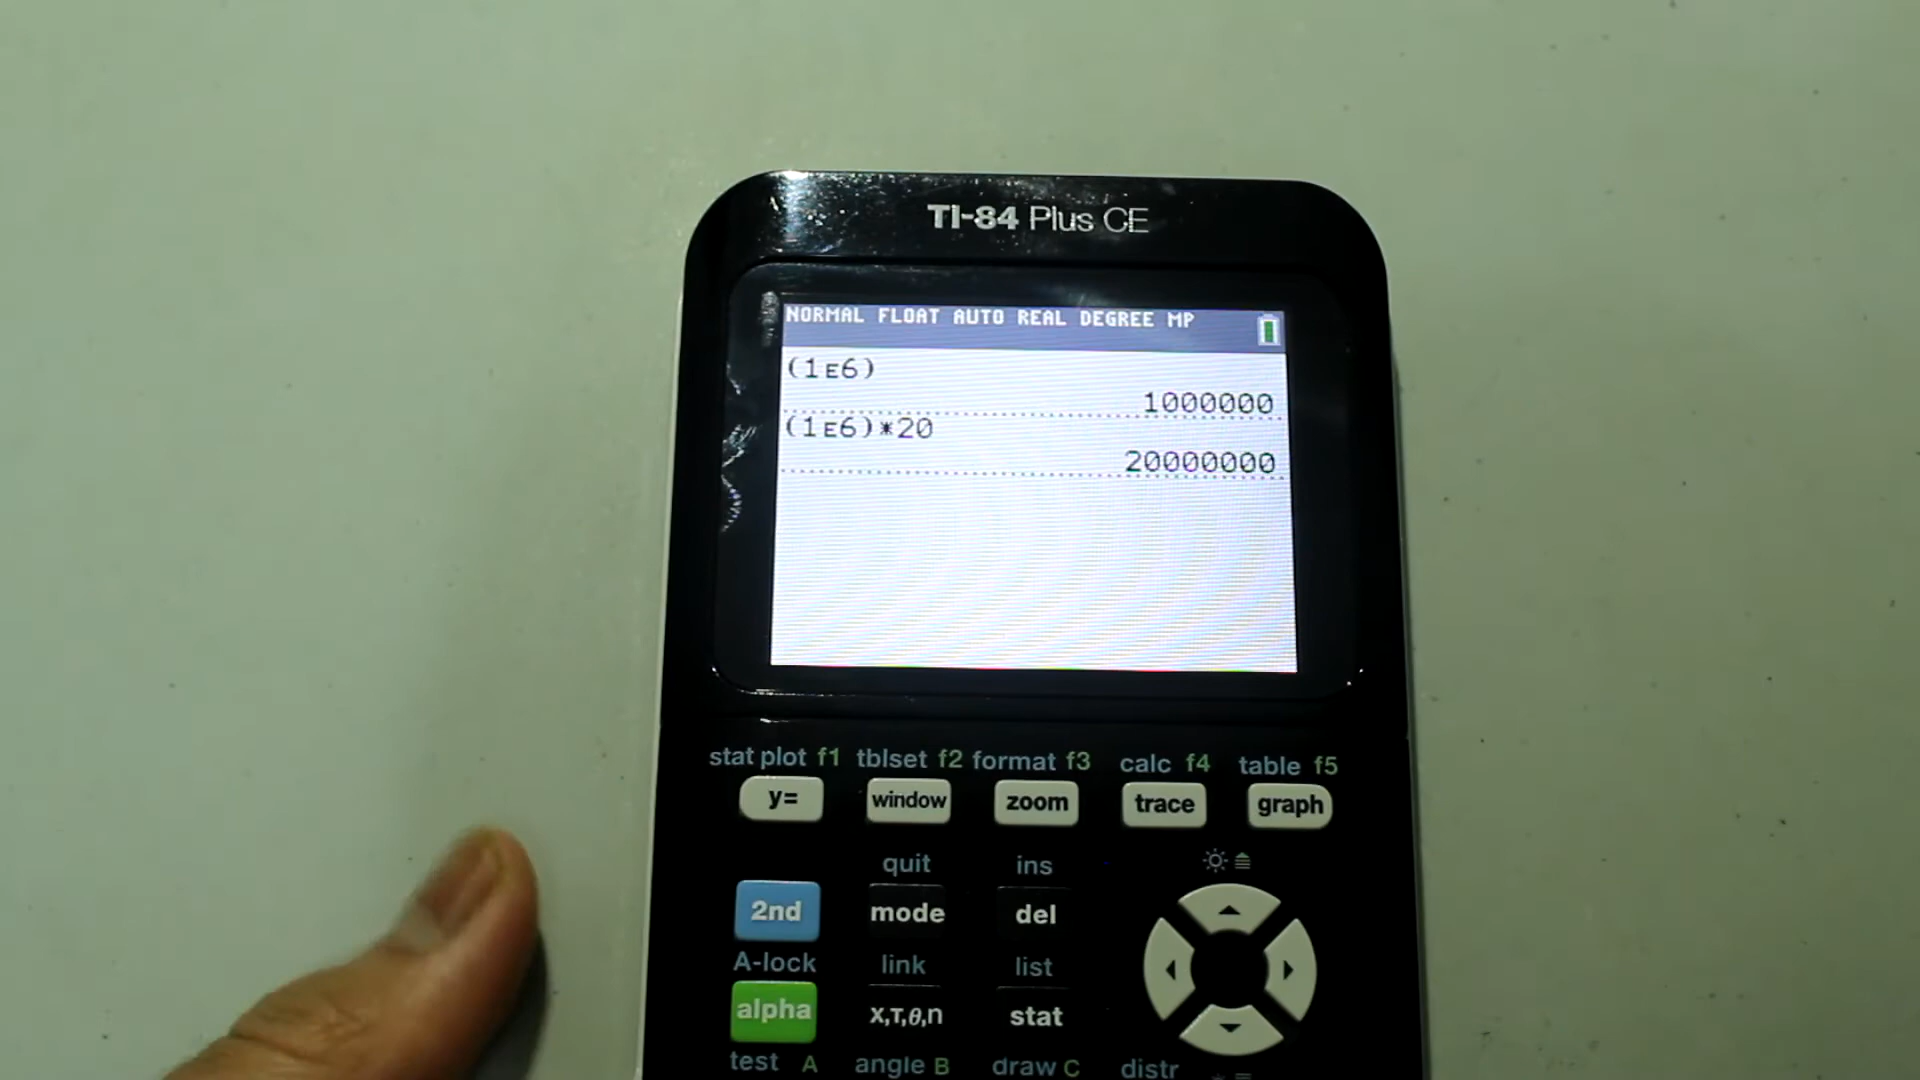 TI-84 Plus CE
NORMAL FLOAT AUTO REAL DEGREE MP
(1ᴇ6)
1000000
(1ᴇ6)*20
20000000
stat plot f1 tblset f2 format f3 calc f4 table f5
y= window zoom trace graph
quit ins
2nd mode del
A-lock link list
alpha X,T,θ,n stat
test A angle B draw C distr